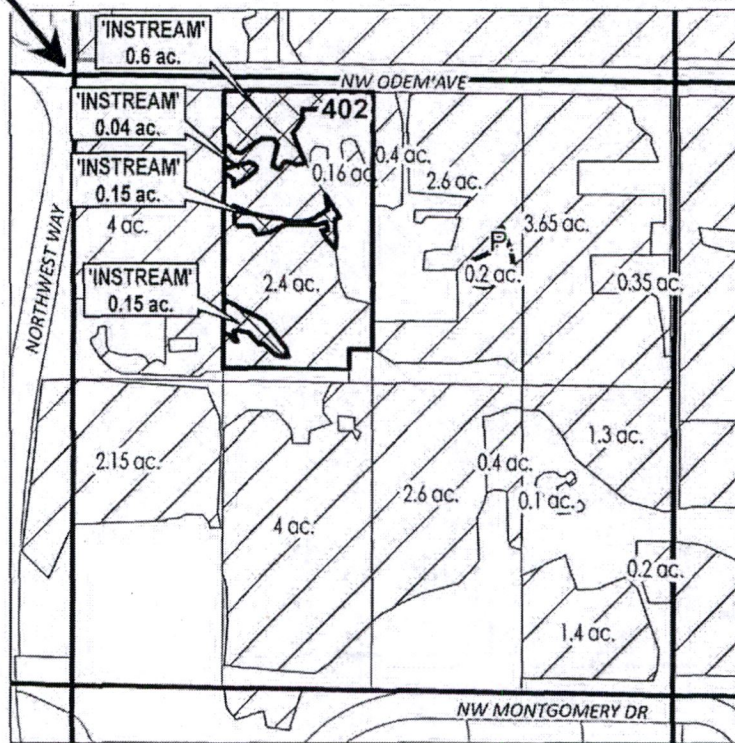 'INSTREAM'
0.6 ac.
NW ODEM AVE
'INSTREAM'
0.04 ac.
402
0.16 ac.
0.4 ac.
2.6 ac.
'INSTREAM'
0.15 ac.
4 ac.
3.65 ac.
P
0.2 ac.
0.35 ac.
NORTHWEST WAY
2.4 ac.
'INSTREAM'
0.15 ac.
2.15 ac.
1.3 ac.
0.4 ac.
2.6 ac.
0.1 ac.
4 ac.
0.2 ac.
1.4 ac.
NW MONTGOMERY DR